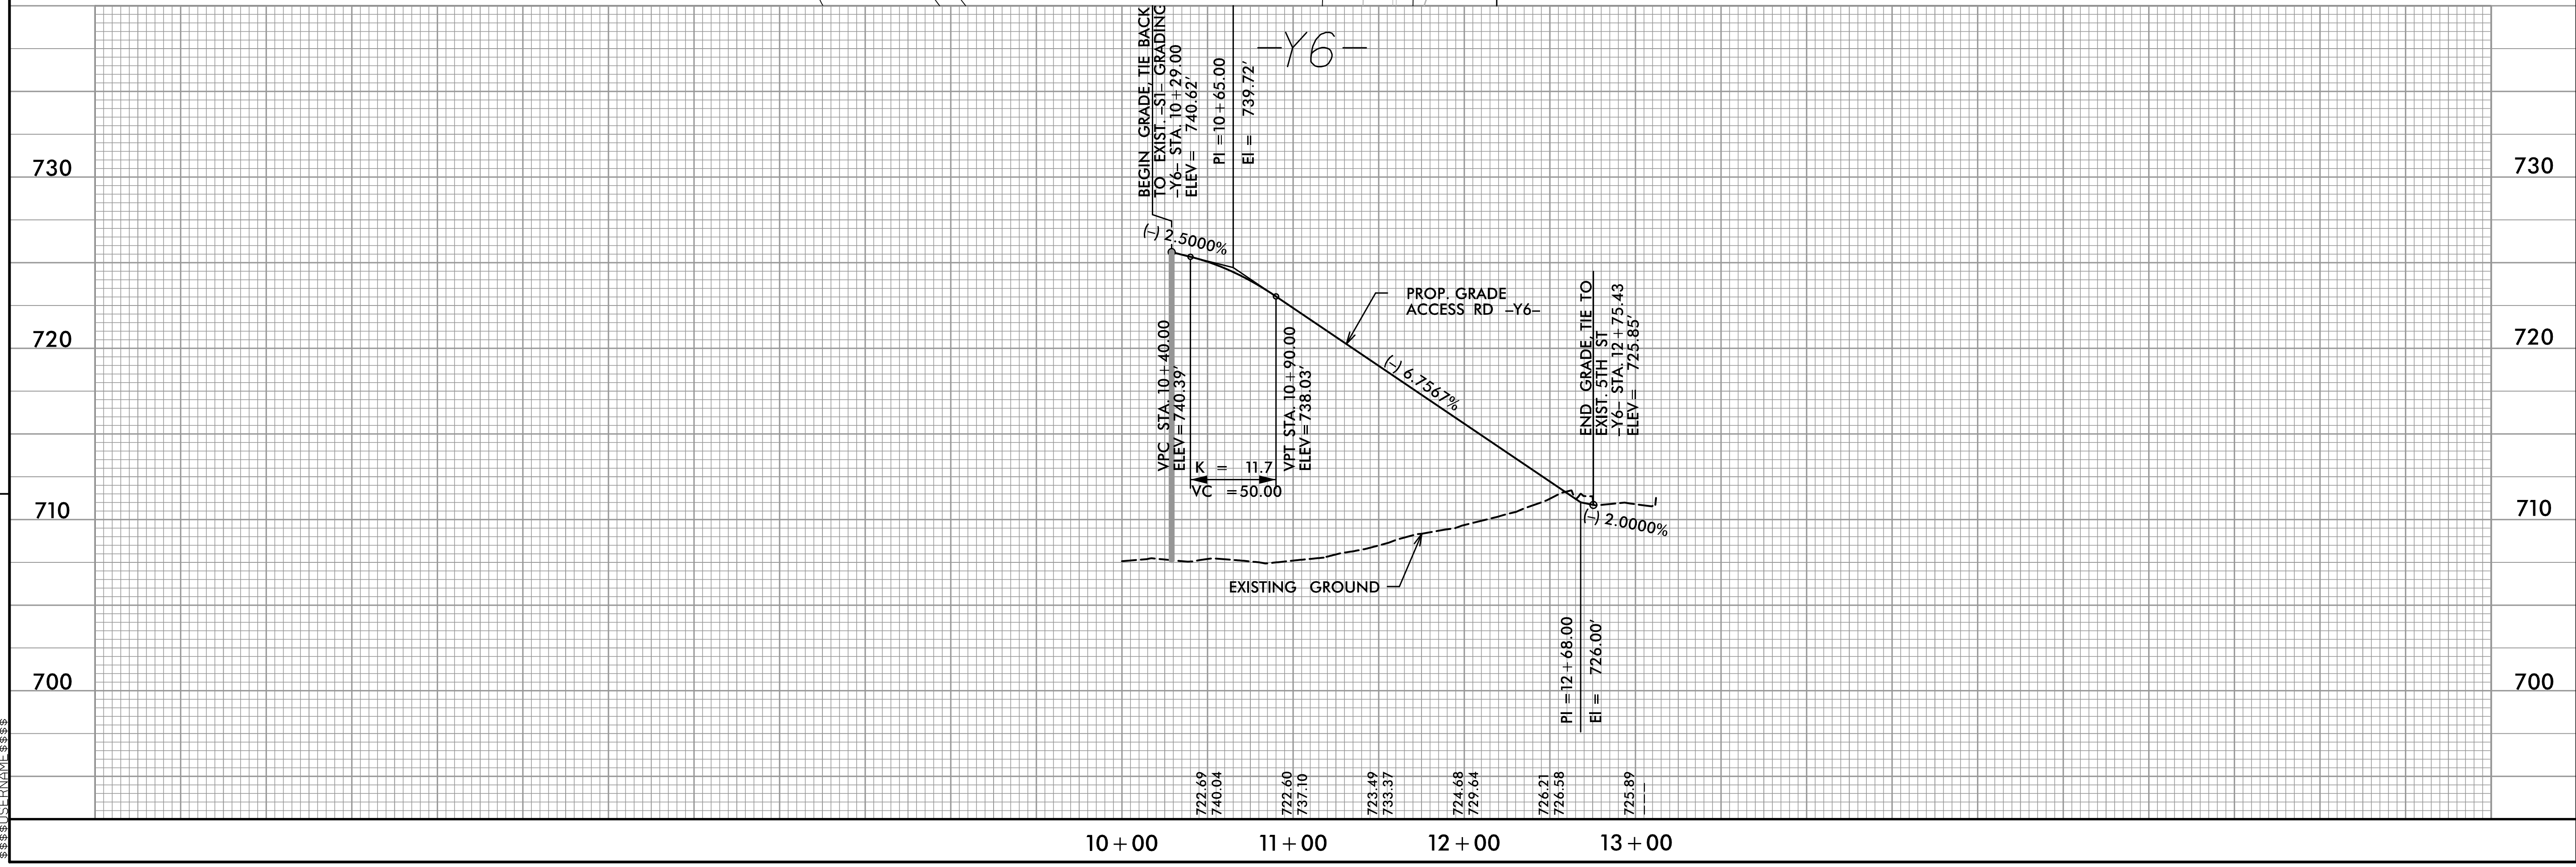 –Y6–
BEGIN GRADE, TIE BACK
TO EXIST. –S1– GRADING
–Y6– STA. 10+29.00
ELEV = 740.62'
PI = 10+65.00
El = 739.72'
730
730
(–) 2.5000%
PROP. GRADE
ACCESS RD –Y6–
720
720
VPC STA. 10+40.00
ELEV = 740.39'
VPT STA. 10+90.00
ELEV = 738.03'
(–) 6.7567%
END GRADE, TIE TO
EXIST. 5TH ST
–Y6– STA. 12+75.43
ELEV = 725.85'
K = 11.7
VC = 50.00
710
710
(–) 2.0000%
EXISTING GROUND
PI = 12+68.00
El = 726.00'
700
700
722.69
740.04
722.60
737.10
723.49
733.37
724.68
729.64
726.21
726.58
725.89
–––
10+00 11+00 12+00 13+00
$$$$$USERNAME$$$$$